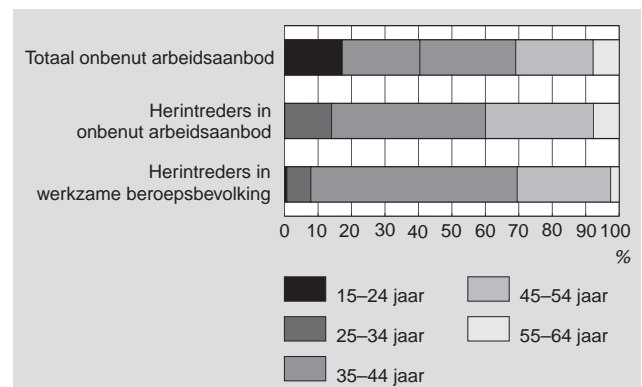 Totaal onbenut arbeidsaanbod
Herintreders in
onbenut arbeidsaanbod
Herintreders in
werkzame beroepsbevolking
0 10 20 30 40 50 60 70 80 90 100
%
15–24 jaar
45–54 jaar
25–34 jaar
55–64 jaar
35–44 jaar